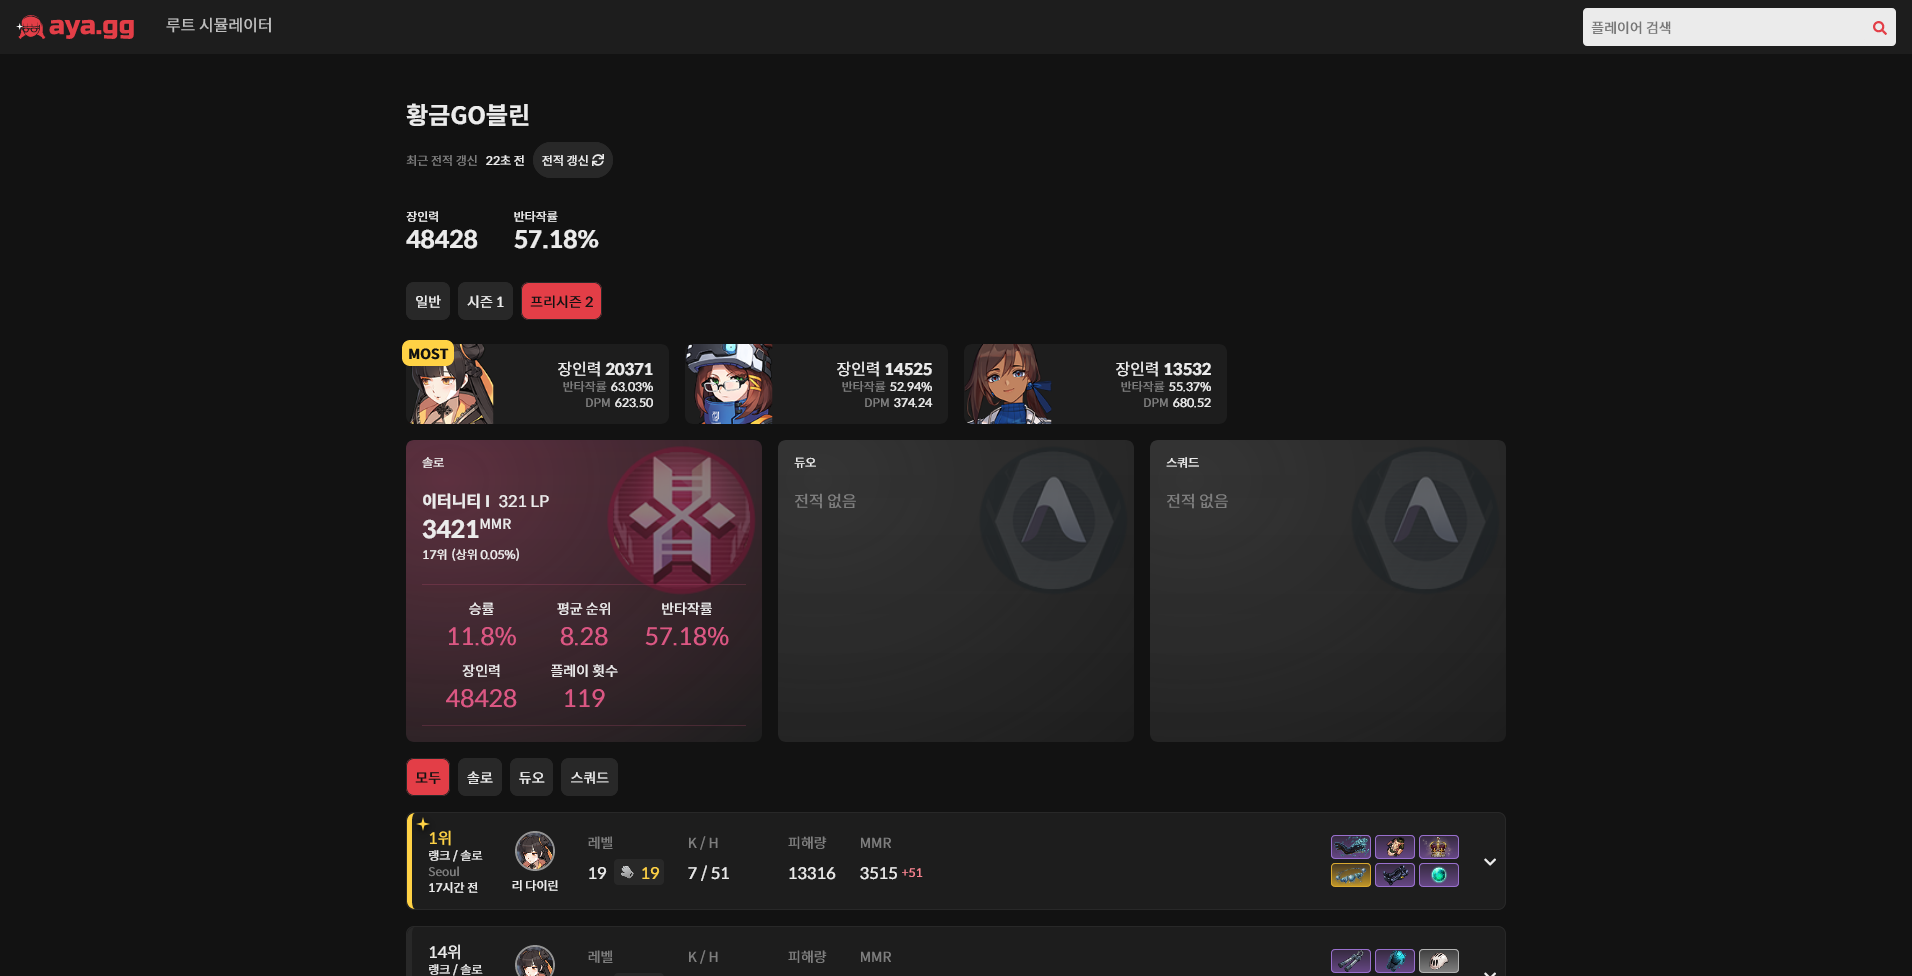 aya.gg
루트 시뮬레이터
플레이어 검색
황금GO블린
최근 전적 갱신 22초 전 전적 갱신
장인력 반타작률
48428 57.18%
일반 시즌 1 프리시즌 2
MOST
장인력 20371
반타작률 63.03%
DPM 623.50
장인력 14525
반타작률 52.94%
DPM 374.24
장인력 13532
반타작률 55.37%
DPM 680.52
솔로
이터니티 I 321 LP
3421 MMR
17위 (상위 0.05%)
승률 평균 순위 반타작률
11.8% 8.28 57.18%
장인력 플레이 횟수
48428 119
듀오
전적 없음
스쿼드
전적 없음
모두 솔로 듀오 스쿼드
1위
랭크 / 솔로
Seoul
17시간 전
리 다이린
레벨 K / H 피해량 MMR
19 19 7 / 51 13316 3515 +51
14위
랭크 / 솔로
레벨 K / H 피해량 MMR